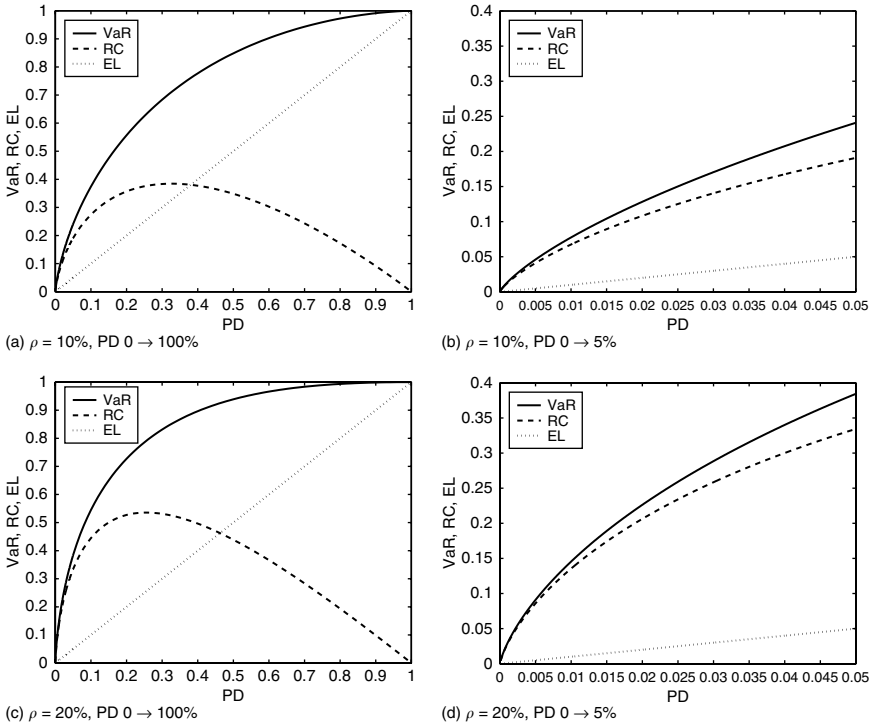 1
0.9
0.8
0.7
0.6
0.5
0.4
0.3
0.2
0.1
0
VaR, RC, EL
VaR
RC
EL
0 0.1 0.2 0.3 0.4 0.5 0.6 0.7 0.8 0.9 1
PD
(a) ρ = 10%, PD 0 → 100%
0.4
0.35
0.3
0.25
0.2
0.15
0.1
0.05
0
VaR, RC, EL
VaR
RC
EL
0 0.005 0.01 0.015 0.02 0.025 0.03 0.035 0.04 0.045 0.05
PD
(b) ρ = 10%, PD 0 → 5%
1
0.9
0.8
0.7
0.6
0.5
0.4
0.3
0.2
0.1
0
VaR, RC, EL
VaR
RC
EL
0 0.1 0.2 0.3 0.4 0.5 0.6 0.7 0.8 0.9 1
PD
(c) ρ = 20%, PD 0 → 100%
0.4
0.35
0.3
0.25
0.2
0.15
0.1
0.05
0
VaR, RC, EL
VaR
RC
EL
0 0.005 0.01 0.015 0.02 0.025 0.03 0.035 0.04 0.045 0.05
PD
(d) ρ = 20%, PD 0 → 5%